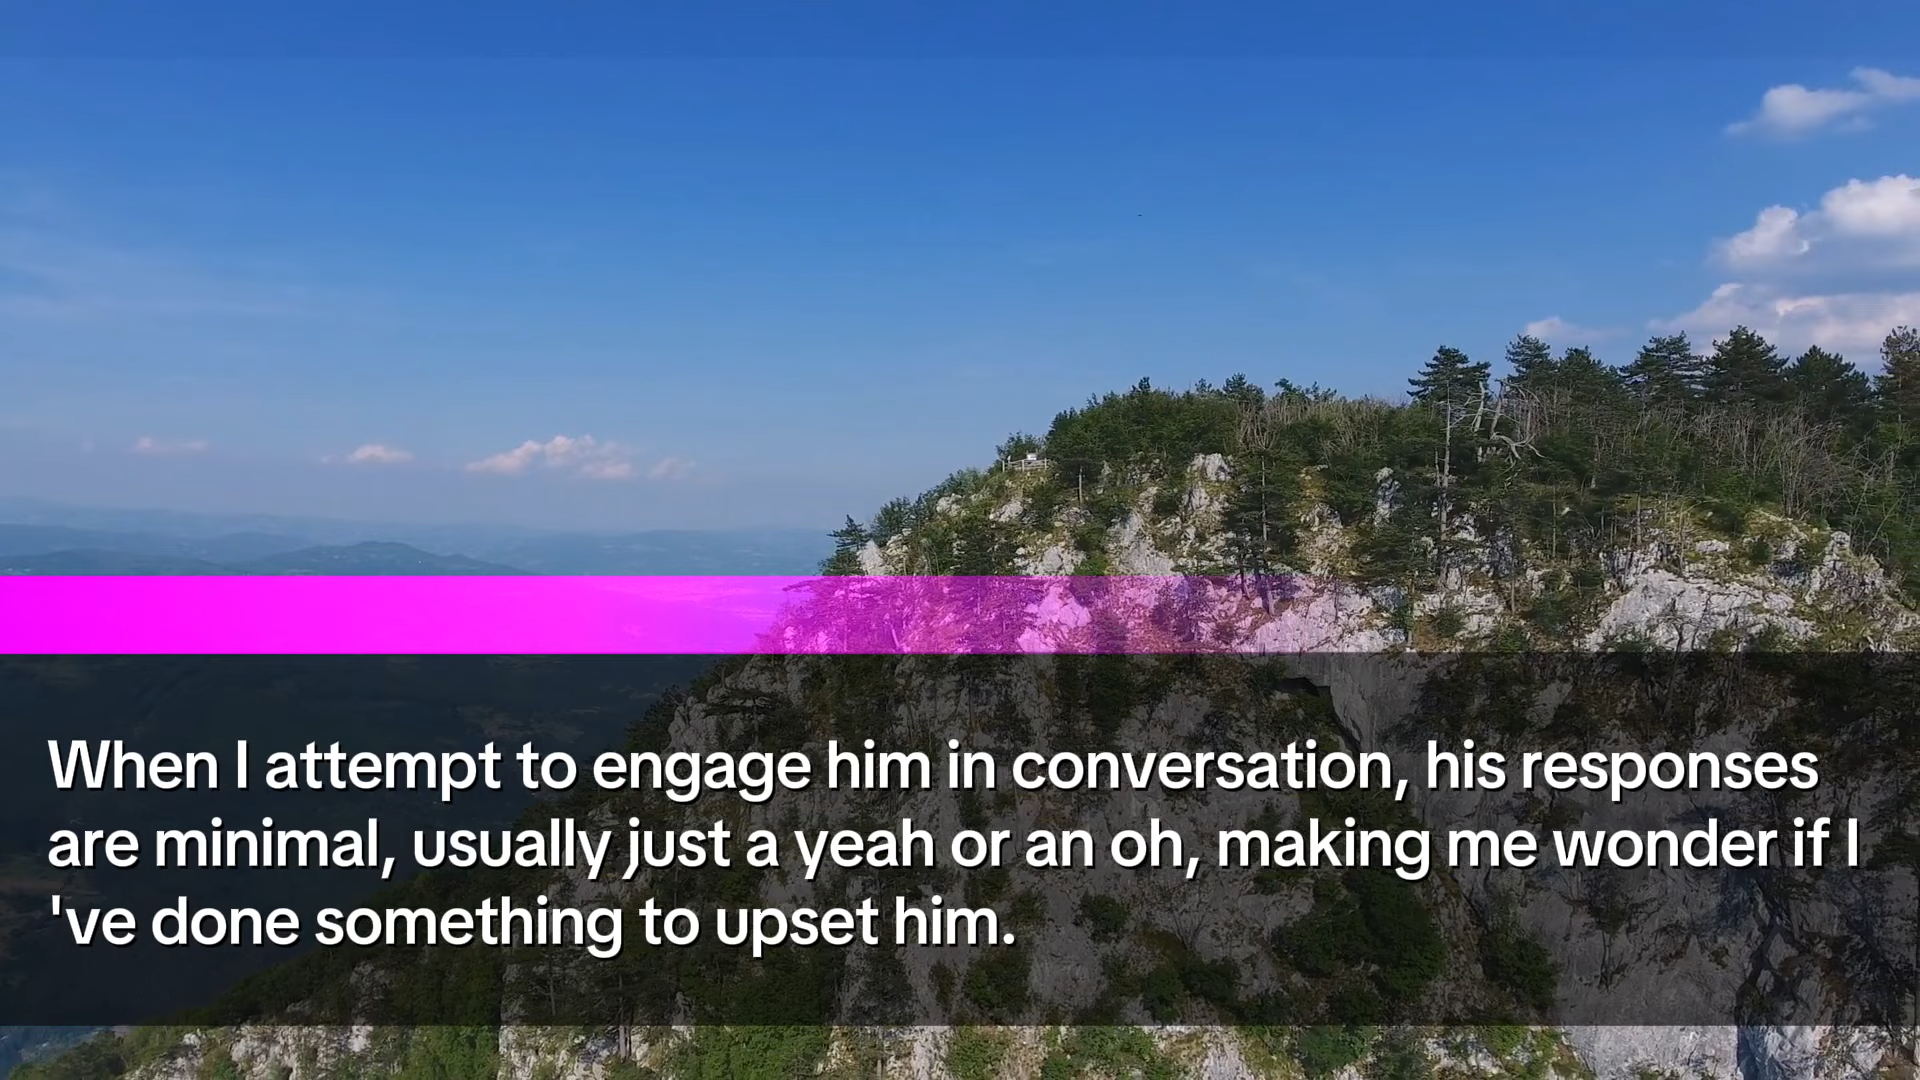 When I attempt to engage him in conversation, his responses
are minimal, usually just a yeah or an oh, making me wonder if I
've done something to upset him.